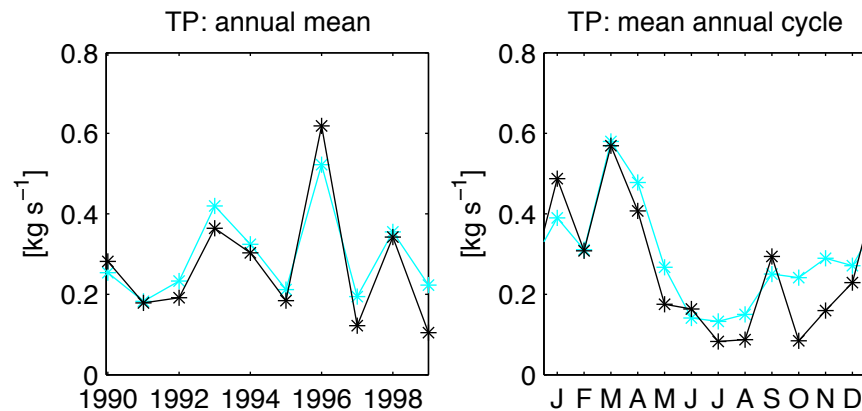 TP: annual mean
[kg s⁻¹]
0.8
0.6
0.4
0.2
0
1990 1992 1994 1996 1998
TP: mean annual cycle
[kg s⁻¹]
0.8
0.6
0.4
0.2
0
J F M A M J J A S O N D